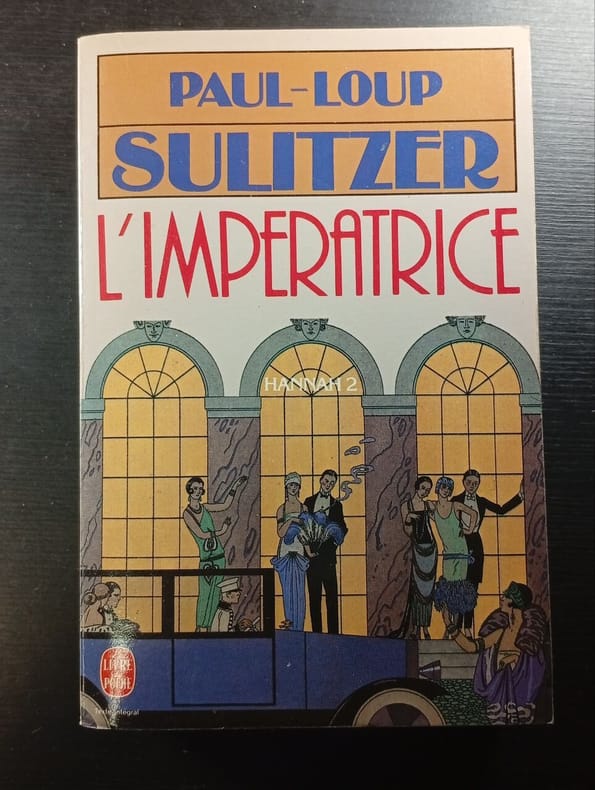 PAUL-LOUP
SULITZER
L'IMPERATRICE
HANNAH 2
LE
LIVRE
DE
POCHE
Texte intégral